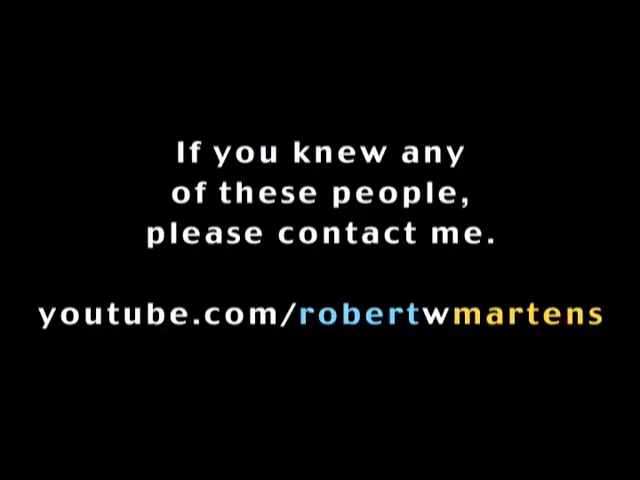 If you knew any
of these people,
please contact me.
youtube.com/robertwmartens